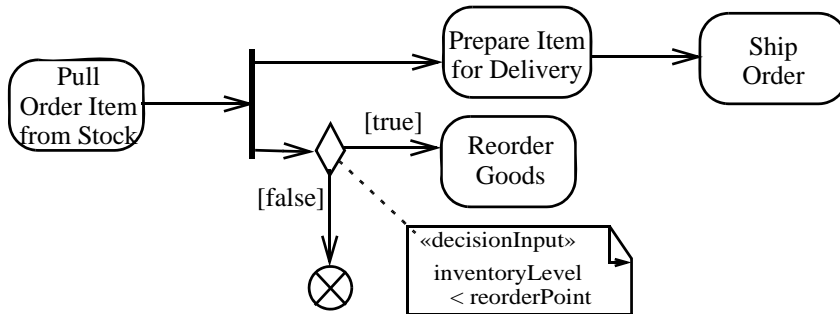 Pull
Order Item
from Stock
Prepare Item
for Delivery
Ship
Order
[true]
Reorder
Goods
[false]
«decisionInput»
inventoryLevel
< reorderPoint